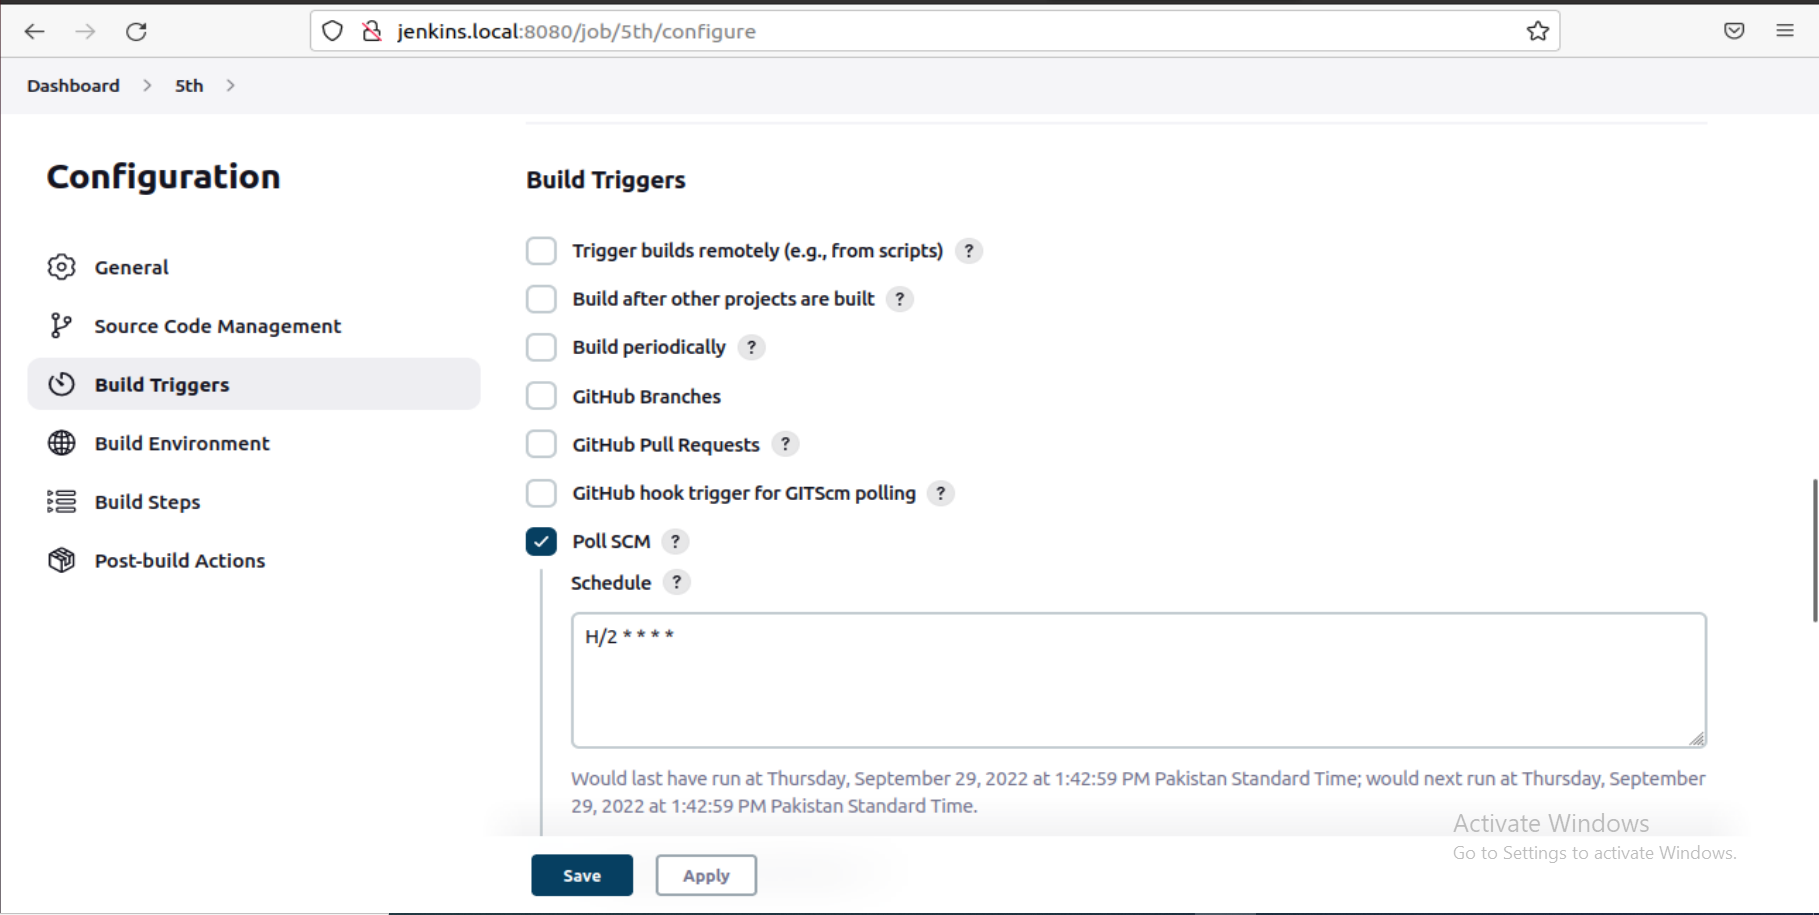 jenkins.local:8080/job/5th/configure
Dashboard > 5th >
Configuration
General
Source Code Management
Build Triggers
Build Environment
Build Steps
Post-build Actions
Build Triggers
Trigger builds remotely (e.g., from scripts) ?
Build after other projects are built ?
Build periodically ?
GitHub Branches
GitHub Pull Requests ?
GitHub hook trigger for GITScm polling ?
Poll SCM ?
Schedule ?
H/2 * * * *
Would last have run at Thursday, September 29, 2022 at 1:42:59 PM Pakistan Standard Time; would next run at Thursday, September
29, 2022 at 1:42:59 PM Pakistan Standard Time.
Save
Apply
Activate Windows
Go to Settings to activate Windows.